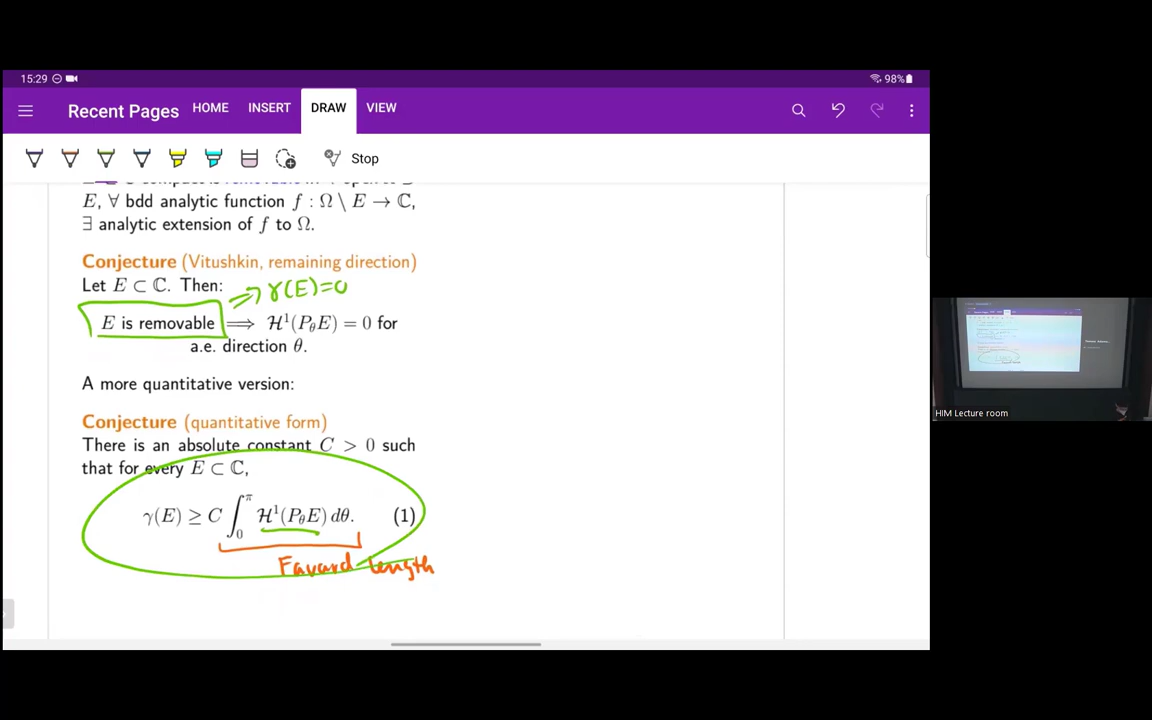 15:29
98%
Recent Pages HOME INSERT DRAW VIEW
Stop
E, ∀ bdd analytic function f : Ω \ E → ℂ,
∃ analytic extension of f to Ω.
Conjecture (Vitushkin, remaining direction)
Let E ⊂ ℂ. Then:
⇒ γ(E)=0
E is removable ⟹ ℋ¹(P_θE) = 0 for
a.e. direction θ.
A more quantitative version:
Conjecture (quantitative form)
There is an absolute constant C > 0 such
that for every E ⊂ ℂ,
γ(E) ≥ C ∫₀^π ℋ¹(P_θE) dθ. (1)
Favard length
HIM Lecture room